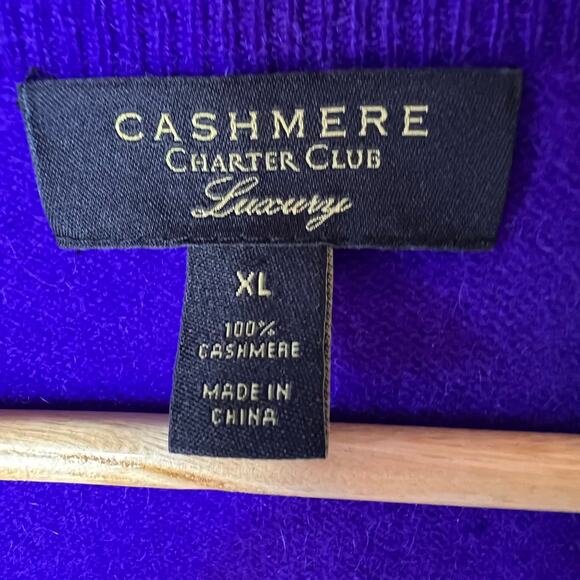 CASHMERE
CHARTER CLUB
Luxury
XL
100%
CASHMERE
MADE IN
CHINA